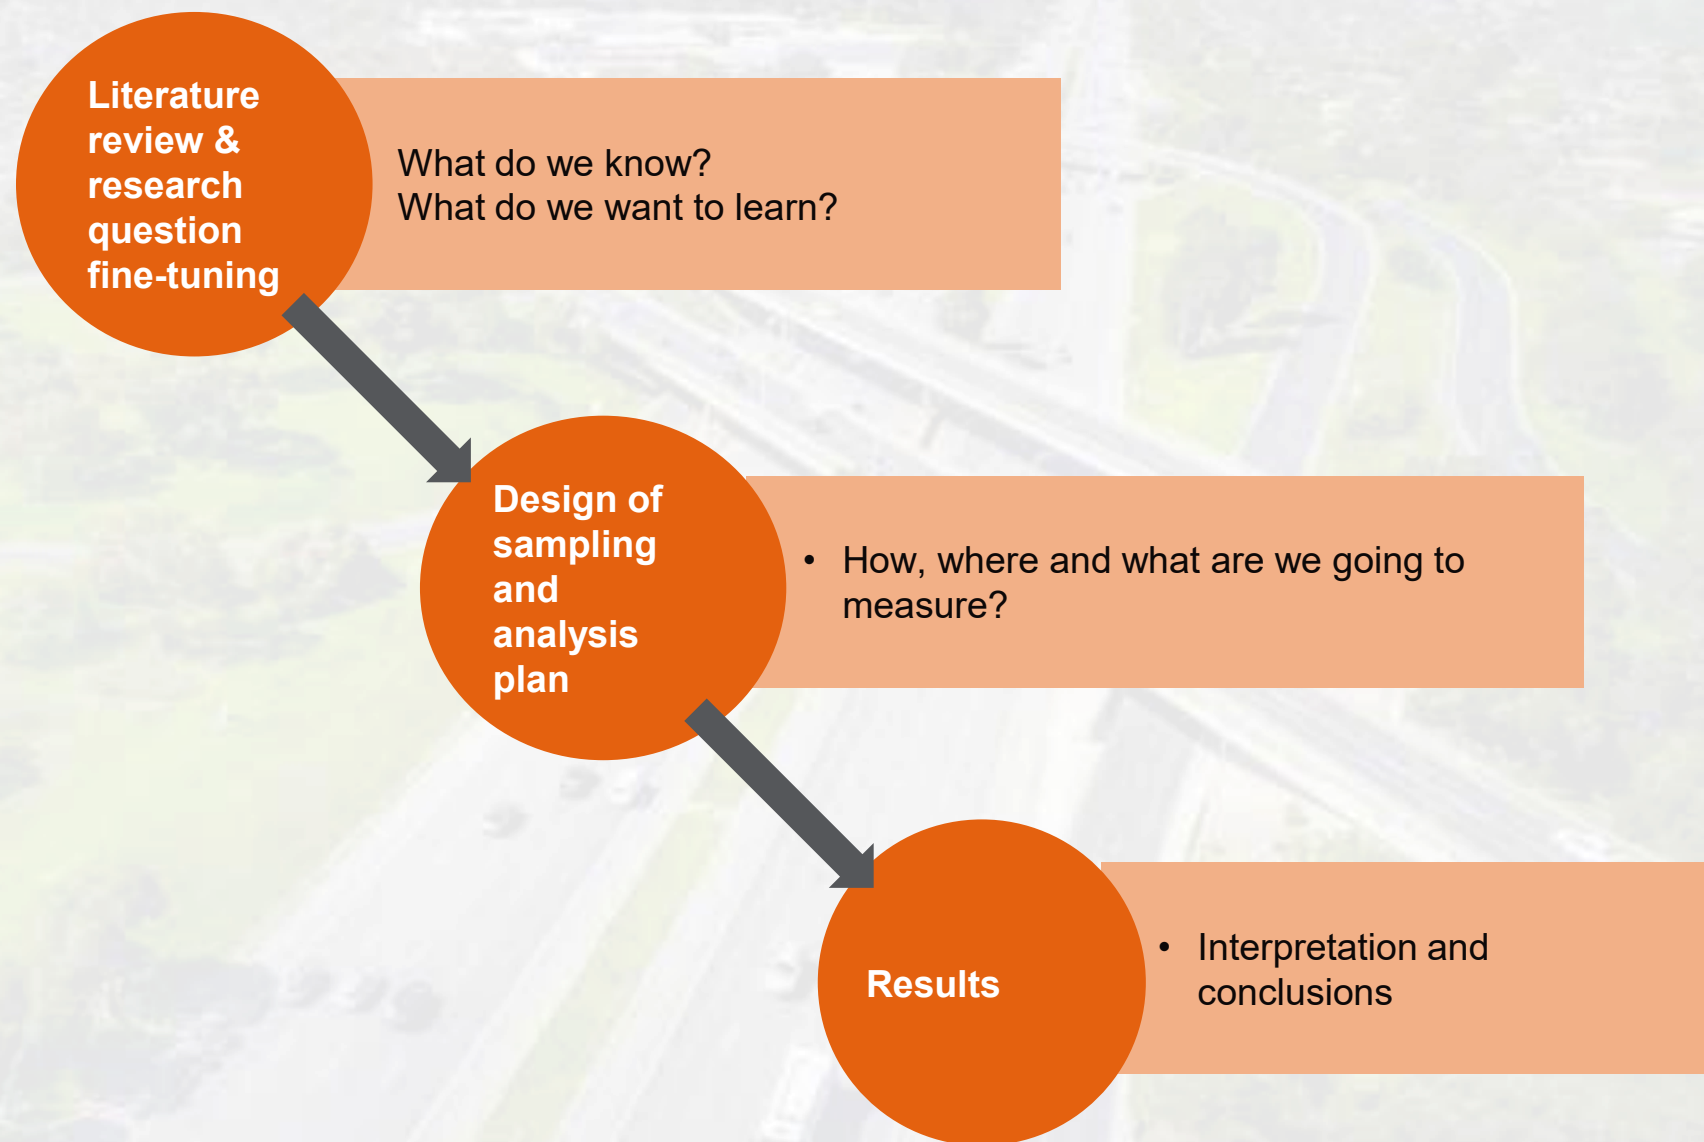 Literature
review &
research
question
fine-tuning
What do we know?
What do we want to learn?
Design of
sampling
and
analysis
plan
• How, where and what are we going to
measure?
Results
• Interpretation and
conclusions